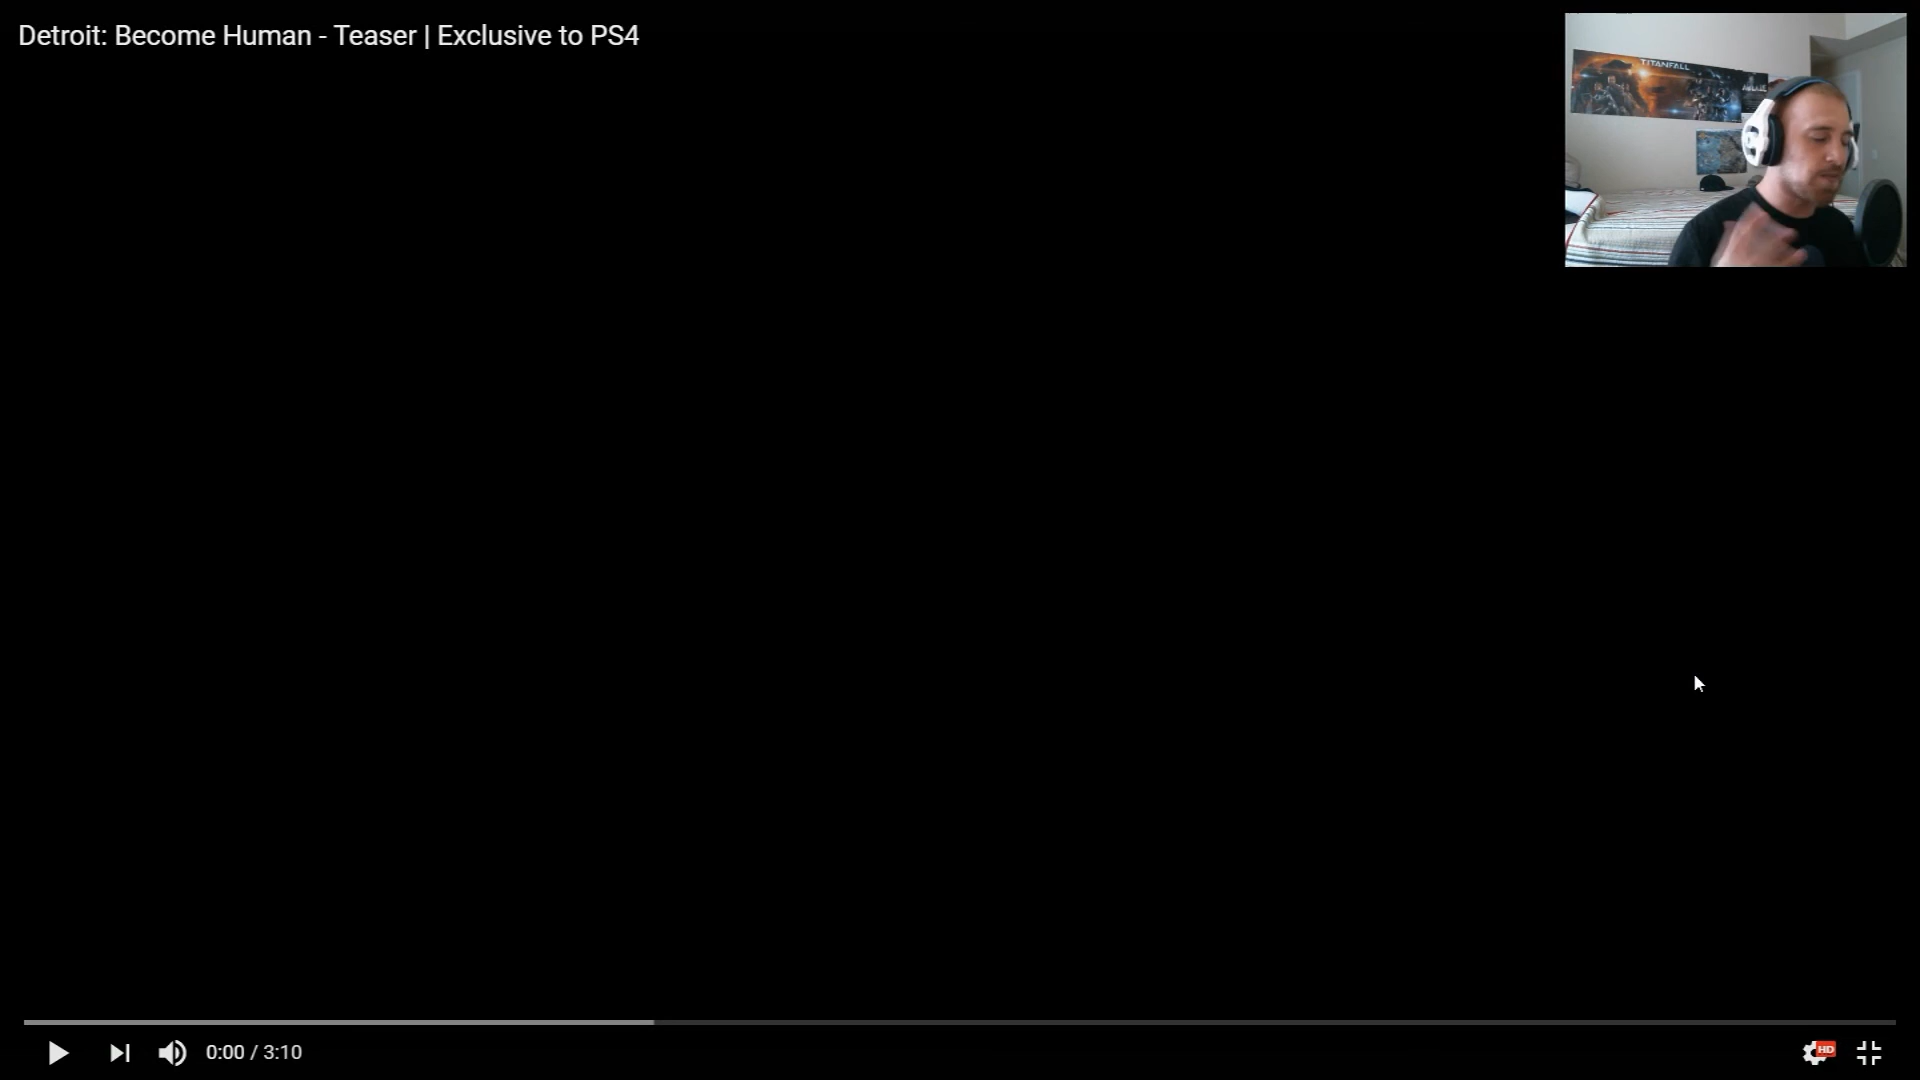 Detroit: Become Human - Teaser | Exclusive to PS4
TITANFALL
0:00 / 3:10
HD